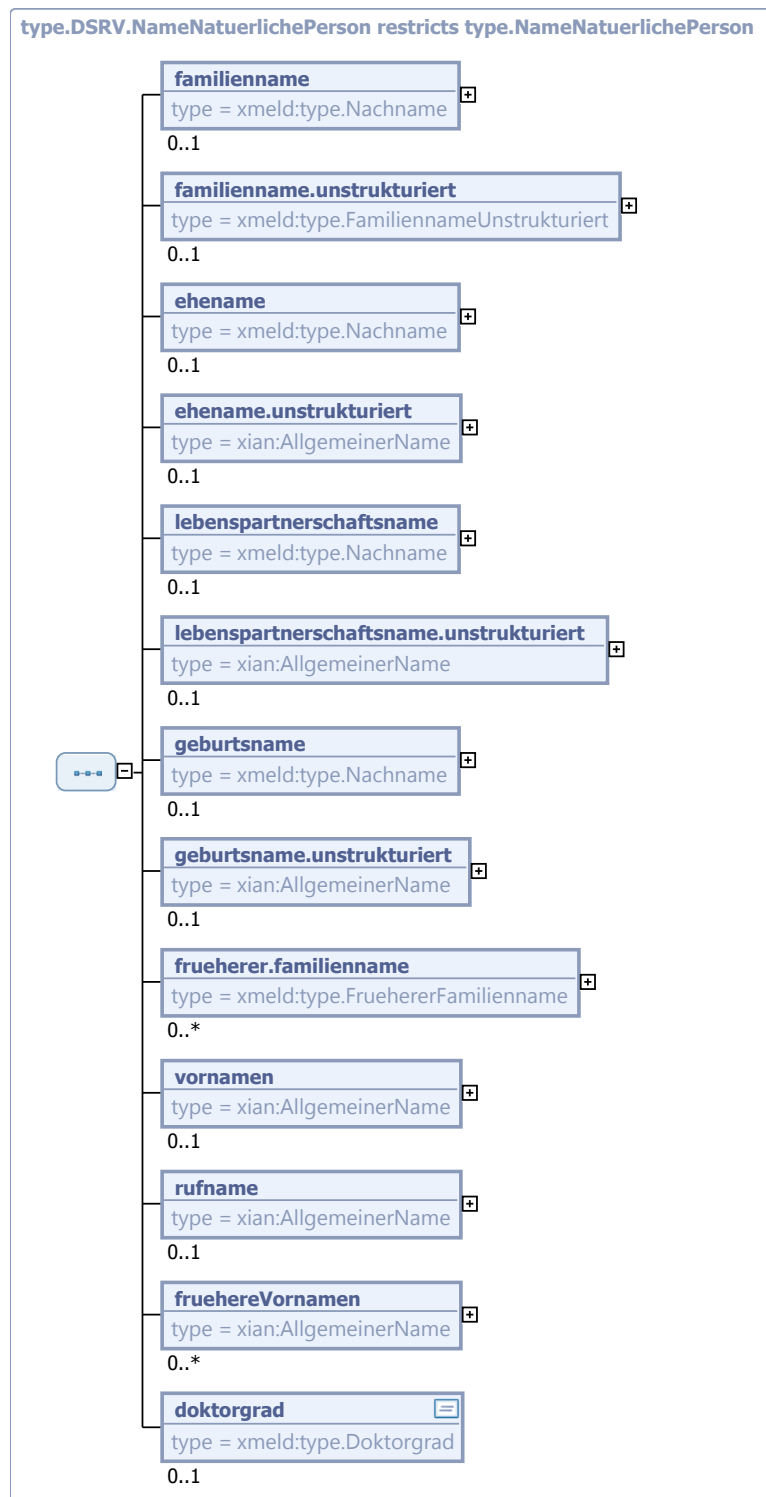 type.DSRV.NameNatuerlichePerson restricts type.NameNatuerlichePerson
familienname
type = xmeld:type.Nachname
0..1
familienname.unstrukturiert
type = xmeld:type.FamiliennameUnstrukturiert
0..1
ehename
type = xmeld:type.Nachname
0..1
ehename.unstrukturiert
type = xian:AllgemeinerName
0..1
lebenspartnerschaftsname
type = xmeld:type.Nachname
0..1
lebenspartnerschaftsname.unstrukturiert
type = xian:AllgemeinerName
0..1
geburtsname
type = xmeld:type.Nachname
0..1
geburtsname.unstrukturiert
type = xian:AllgemeinerName
0..1
frueherer.familienname
type = xmeld:type.FruehererFamilienname
0..*
vornamen
type = xian:AllgemeinerName
0..1
rufname
type = xian:AllgemeinerName
0..1
fruehereVornamen
type = xian:AllgemeinerName
0..*
doktorgrad
type = xmeld:type.Doktorgrad
0..1